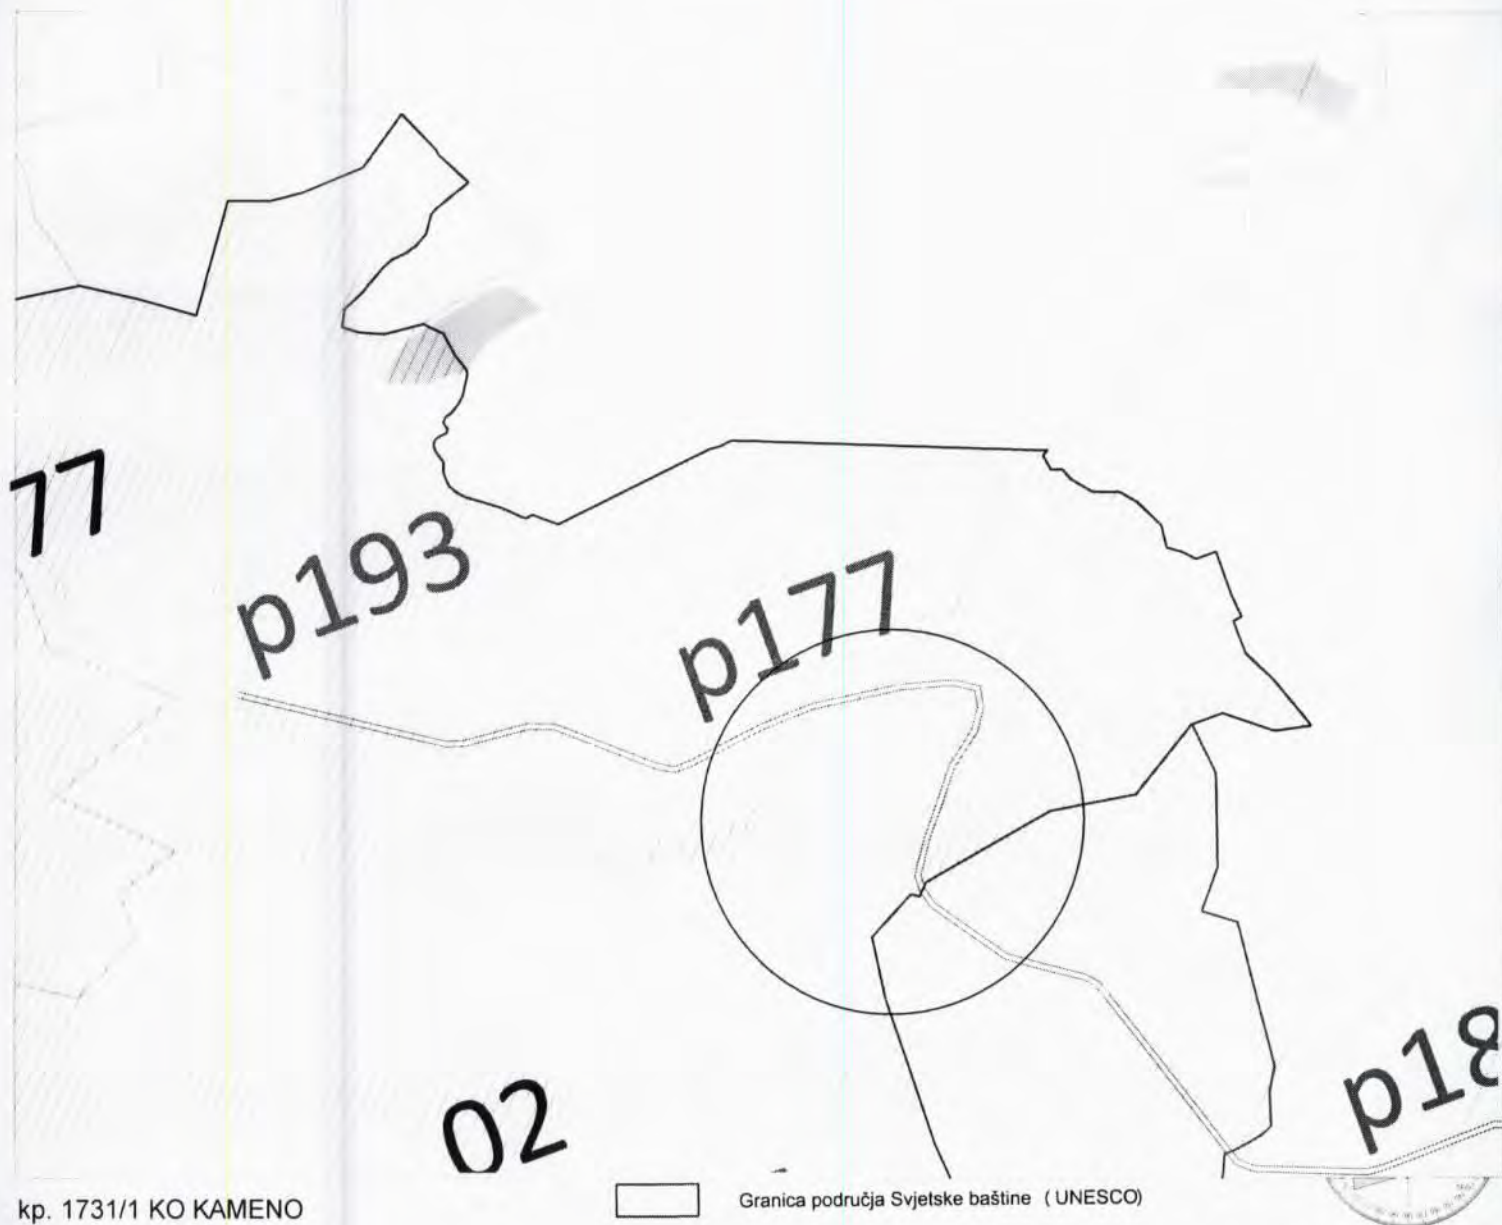 77
p193
p177
02
p18
kp. 1731/1 KO KAMENO
Granica područja Svjetske baštine ( UNESCO)